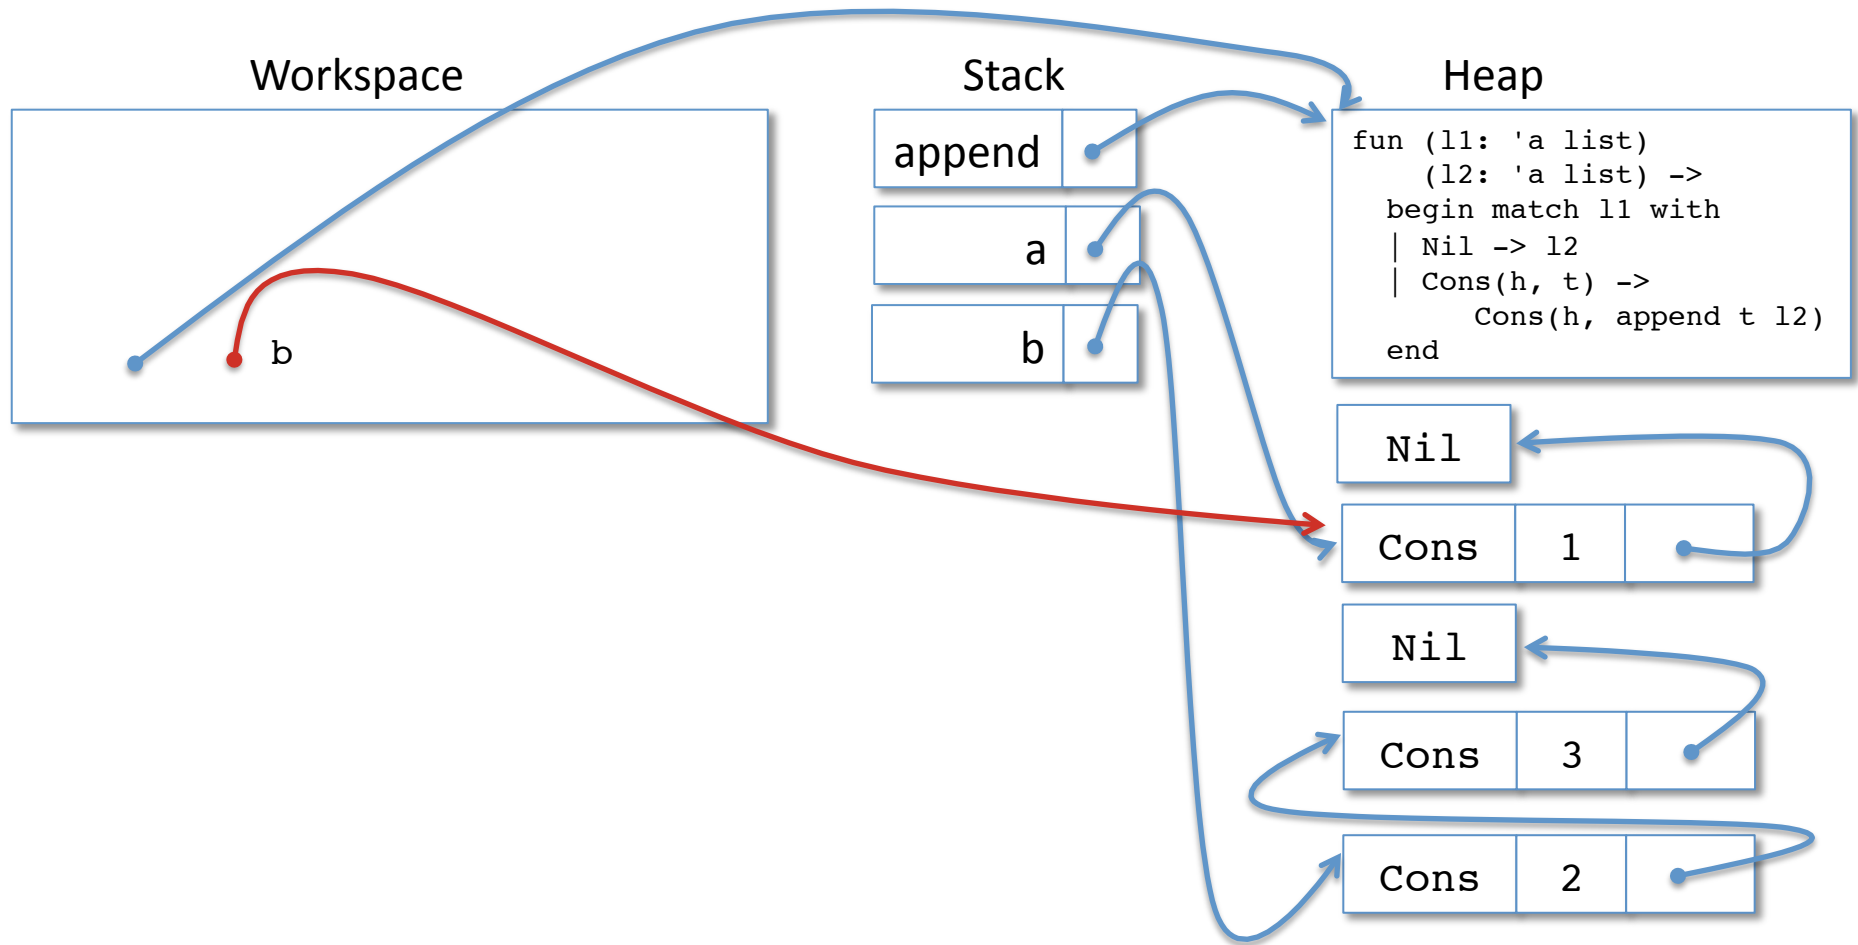 Workspace
Stack
Heap
b
append
a
b
fun (l1: 'a list)
(l2: 'a list) ->
begin match l1 with
| Nil -> l2
| Cons(h, t) ->
Cons(h, append t l2)
end
Nil
Cons 1
Nil
Cons 3
Cons 2